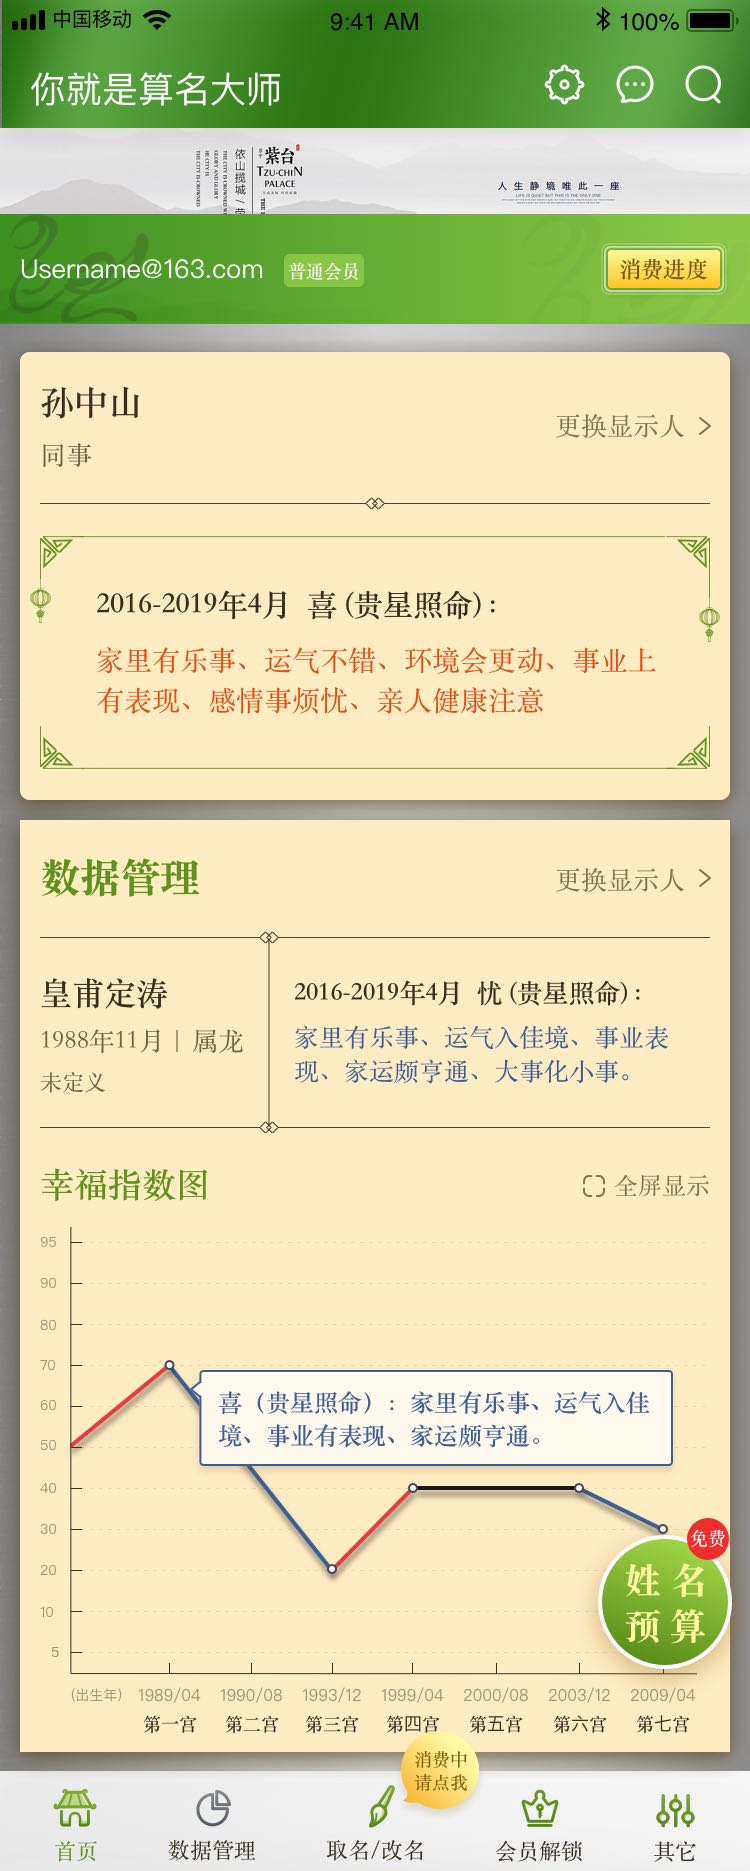 中国移动
9:41 AM
100%
你就是算名大师
依山揽城
紫台
TZU-CHIN
PALACE
人生静境唯此一座
LIFE IS QUIET BUT THIS IS THE ONLY ONE
Username@163.com
普通会员
消费进度
孙中山
更换显示人
同事
2016-2019年4月 喜 (贵星照命) :
家里有乐事、运气不错、环境会更动、事业上
有表现、感情事烦忧、亲人健康注意
数据管理
更换显示人
皇甫定涛
1988年11月 | 属龙
未定义
2016-2019年4月 忧 (贵星照命) :
家里有乐事、运气入佳境、事业表
现、家运颇亨通、大事化小事。
幸福指数图
全屏显示
95
90
80
70
60
50
40
30
20
10
5
喜（贵星照命）: 家里有乐事、运气入佳
境、事业有表现、家运颇亨通。
免费
姓名
预算
(出生年) 1989/04 1990/08 1993/12 1999/04 2000/08 2003/12 2009/04
第一宫 第二宫 第三宫 第四宫 第五宫 第六宫 第七宫
消费中
请点我
首页
数据管理
取名/改名
会员解锁
其它